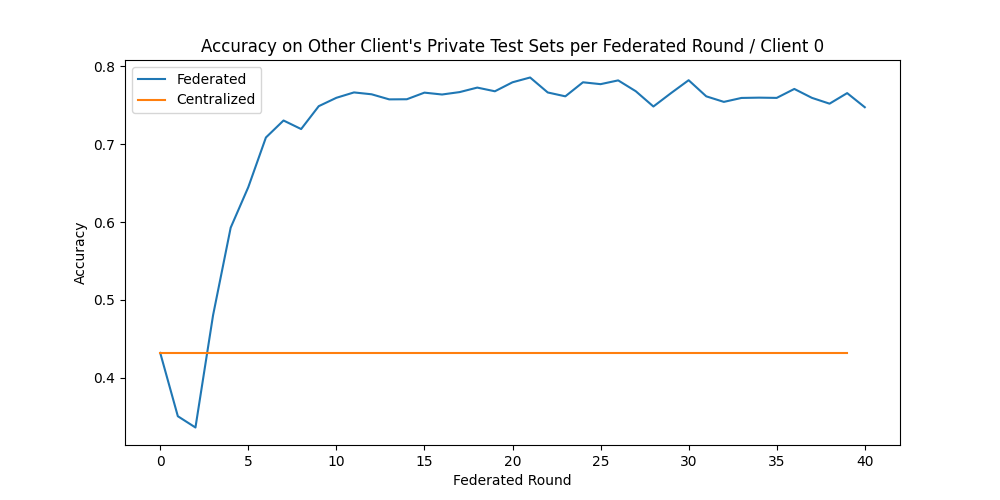 Accuracy on Other Client's Private Test Sets per Federated Round / Client 0
Federated
Centralized
Accuracy
0.8
0.7
0.6
0.5
0.4
0 5 10 15 20 25 30 35 40
Federated Round